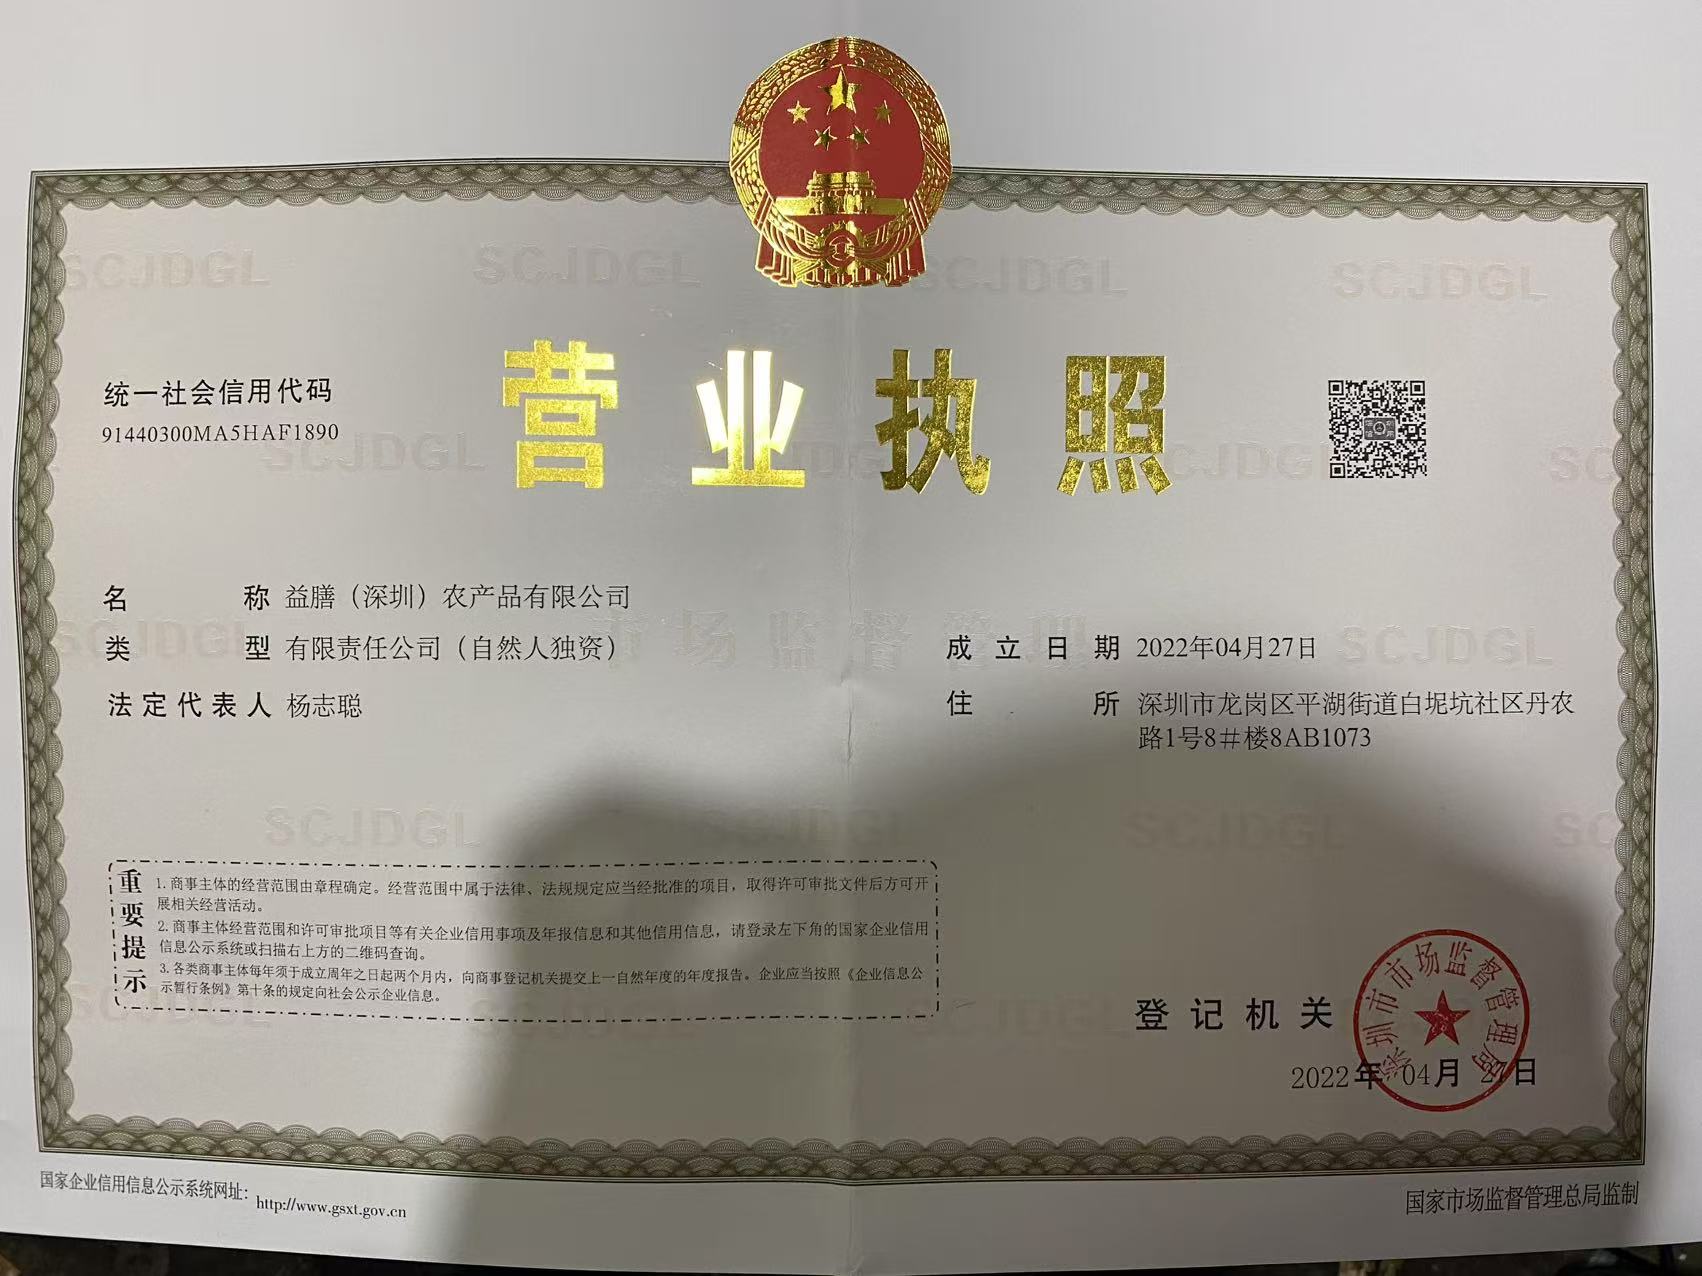 营业执照
统一社会信用代码
91440300MA5HAF1890
名称 益膳（深圳）农产品有限公司
类型 有限责任公司（自然人独资）
法定代表人 杨志聪
成立日期 2022年04月27日
住所 深圳市龙岗区平湖街道白坭坑社区丹农
路1号8#楼8AB1073
重要提示
1. 商事主体的经营范围由章程确定。经营范围中属于法律、法规规定应当经批准的项目，取得许可审批文件后方可开
展相关经营活动。
2. 商事主体经营范围和许可审批项目等有关企业信用事项及年报信息和其他信用信息，请登录左下角的国家企业信用
信息公示系统或扫描右上方的二维码查询。
3. 各类商事主体每年须于成立周年之日起两个月内，向商事登记机关提交上一自然年度的年度报告。企业应当按照《企业信息公
示暂行条例》第十条的规定向社会公示企业信息。
登记机关
深圳市市场监督管理局
2022年04月27日
国家企业信用信息公示系统网址：http://www.gsxt.gov.cn
国家市场监督管理总局监制
SCJDGL
市场监督管理